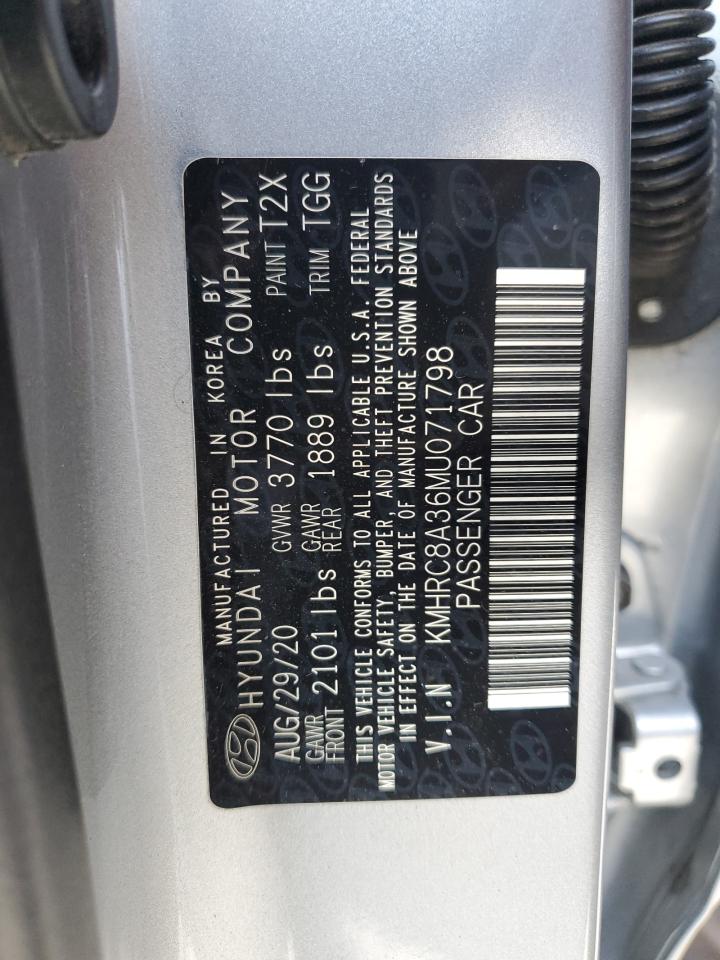 MANUFACTURED IN KOREA BY
HYUNDAI MOTOR COMPANY
AUG/29/20 GVWR 3770 lbs PAINT T2X
GAWR FRONT 2101 lbs GAWR REAR 1889 lbs TRIM TGG
THIS VEHICLE CONFORMS TO ALL APPLICABLE U.S.A. FEDERAL
MOTOR VEHICLE SAFETY, BUMPER, AND THEFT PREVENTION STANDARDS
IN EFFECT ON THE DATE OF MANUFACTURE SHOWN ABOVE
V.I.N KMHRC8A36MU071798
PASSENGER CAR